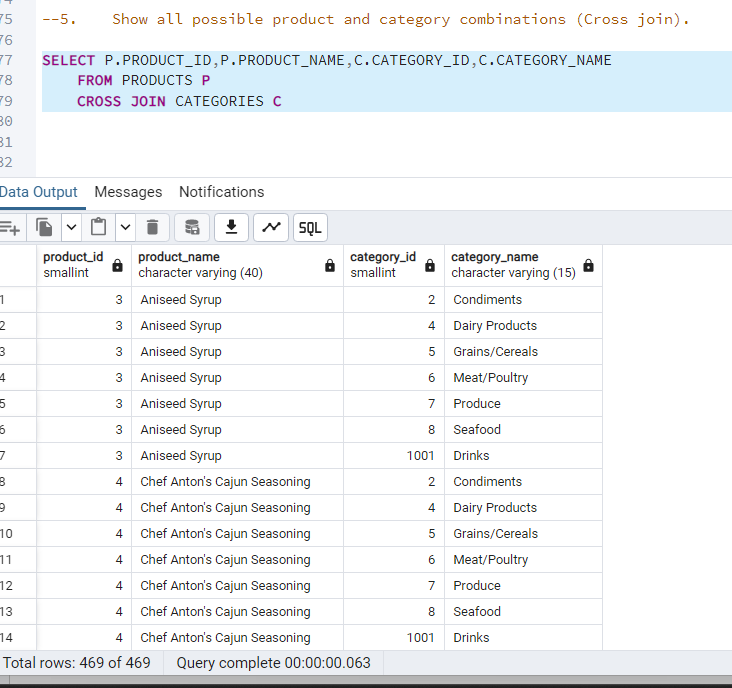 75 --5. Show all possible product and category combinations (Cross join).
76
77 SELECT P.PRODUCT_ID,P.PRODUCT_NAME,C.CATEGORY_ID,C.CATEGORY_NAME
78 FROM PRODUCTS P
79 CROSS JOIN CATEGORIES C
80
81
82
Data Output Messages Notifications
SQL
product_id product_name category_id category_name
smallint character varying (40) smallint character varying (15)
1 3 Aniseed Syrup 2 Condiments
2 3 Aniseed Syrup 4 Dairy Products
3 3 Aniseed Syrup 5 Grains/Cereals
4 3 Aniseed Syrup 6 Meat/Poultry
5 3 Aniseed Syrup 7 Produce
6 3 Aniseed Syrup 8 Seafood
7 3 Aniseed Syrup 1001 Drinks
8 4 Chef Anton's Cajun Seasoning 2 Condiments
9 4 Chef Anton's Cajun Seasoning 4 Dairy Products
10 4 Chef Anton's Cajun Seasoning 5 Grains/Cereals
11 4 Chef Anton's Cajun Seasoning 6 Meat/Poultry
12 4 Chef Anton's Cajun Seasoning 7 Produce
13 4 Chef Anton's Cajun Seasoning 8 Seafood
14 4 Chef Anton's Cajun Seasoning 1001 Drinks
Total rows: 469 of 469 Query complete 00:00:00.063